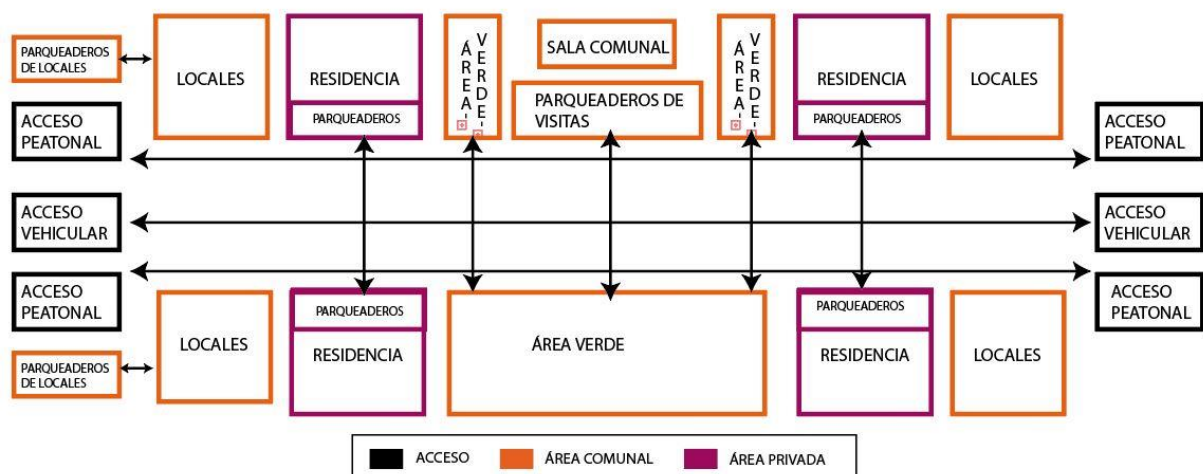 PARQUEADEROS
DE LOCALES
LOCALES
RESIDENCIA
PARQUEADEROS
ÁREA-
VERDE-
SALA COMUNAL
PARQUEADEROS DE
VISITAS
ÁREA-
VERDE-
RESIDENCIA
PARQUEADEROS
LOCALES
ACCESO
PEATONAL
ACCESO
PEATONAL
ACCESO
VEHICULAR
ACCESO
VEHICULAR
ACCESO
PEATONAL
ACCESO
PEATONAL
PARQUEADEROS
DE LOCALES
LOCALES
PARQUEADEROS
RESIDENCIA
ÁREA VERDE
PARQUEADEROS
RESIDENCIA
LOCALES
ACCESO
ÁREA COMUNAL
ÁREA PRIVADA